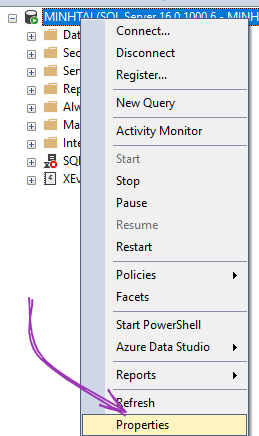 MINHTAI (SQL Server 16.0.1000.6 - MINH
Connect...
Dat
Disconnect
Sec
Register...
Ser
Rep
New Query
Alw
Activity Monitor
Ma
Inte
Start
SQL
Stop
XEv
Pause
Resume
Restart
Policies
Facets
Start PowerShell
Azure Data Studio
Reports
Refresh
Properties